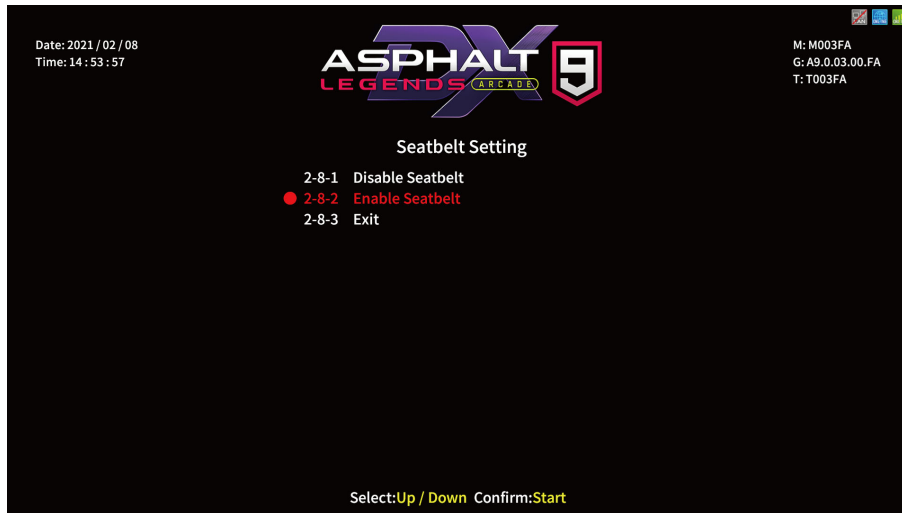 Date: 2021 / 02 / 08
Time: 14 : 53 : 57
M: M003FA
G: A9.0.03.00.FA
T: T003FA
DX
ASPHALT 9
LEGENDS ARCADE
Seatbelt Setting
2-8-1 Disable Seatbelt
2-8-2 Enable Seatbelt
2-8-3 Exit
Select:Up / Down Confirm:Start